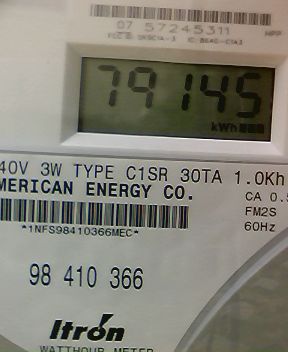 07 57245311
79145
kWh
40V 3W TYPE C1SR 30TA 1.0Kh
MERICAN ENERGY CO.
CA 0.5
*1NFS98410366MEC*
FM2S
60Hz
98 410 366
Itron
WATTHOUR METER